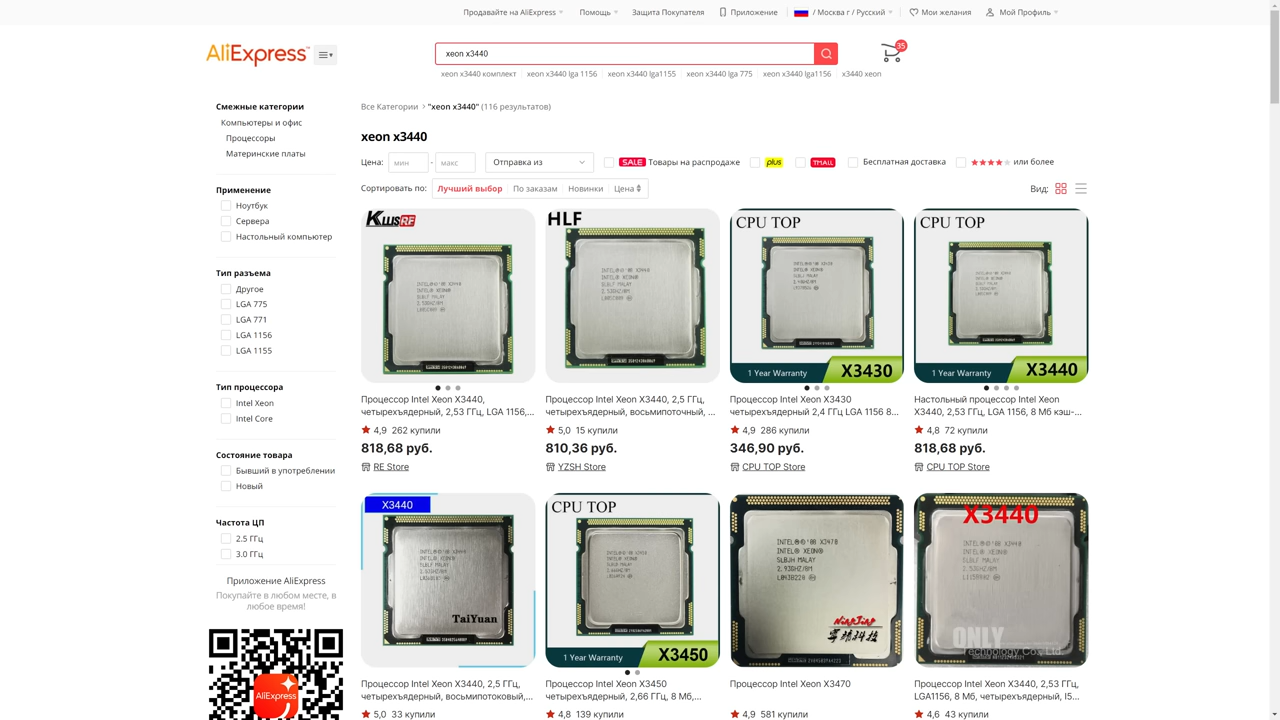 Продавайте на AliExpress
Помощь
Защита Покупателя
Приложение
/ Москва г / Русский
Мои желания
Мой Профиль
AliExpress
xeon x3440
35
xeon x3440 комплект
xeon x3440 lga 1156
xeon x3440 lga1155
xeon x3440 lga 775
xeon x3440 lga1156
x3440 xeon
Смежные категории
Компьютеры и офис
Процессоры
Материнские платы
Применение
Ноутбук
Сервера
Настольный компьютер
Тип разъема
Другое
LGA 775
LGA 771
LGA 1156
LGA 1155
Тип процессора
Intel Xeon
Intel Core
Состояние товара
Бывший в употреблении
Новый
Частота ЦП
2.5 ГГц
3.0 ГГц
Приложение AliExpress
Покупайте в любом месте, в
любое время!
AliExpress
Все Категории > "xeon x3440" (116 результатов)
xeon x3440
Цена: мин - макс
Отправка из
SALE Товары на распродаже
plus
TMALL
Бесплатная доставка
или более
Сортировать по: Лучший выбор По заказам Новинки Цена
Вид:
KLLISRF
Процессор Intel Xeon X3440,
четырехъядерный, 2,53 ГГц, LGA 1156,...
4,9 262 купили
818,68 руб.
RE Store
HLF
Процессор Intel Xeon X3440, 2,5 ГГц,
четырехъядерный, восьмипоточный, ...
5,0 15 купили
810,36 руб.
YZSH Store
CPU TOP
1 Year Warranty X3430
Процессор Intel Xeon X3430
четырехъядерный 2,4 ГГц LGA 1156 8...
4,9 286 купили
346,90 руб.
CPU TOP Store
CPU TOP
1 Year Warranty X3440
Настольный процессор Intel Xeon
X3440, 2,53 ГГц, LGA 1156, 8 Мб кэш-...
4,8 72 купили
818,68 руб.
CPU TOP Store
X3440
TaiYuan
Процессор Intel Xeon X3440, 2,5 ГГц,
четырехъядерный, восьмипотоковый,...
5,0 33 купили
CPU TOP
1 Year Warranty X3450
Процессор Intel Xeon X3450
четырехъядерный, 2,66 ГГц, 8 Мб,...
4,8 139 купили
INTEL® XEON®
SLBJH MALAY
2.93GHZ/8M
NingJing
Процессор Intel Xeon X3470
4,9 581 купили
X3440
ONLY
Technology Co., Ltd
Процессор Intel Xeon X3440, 2,53 ГГц,
LGA1156, 8 Мб, четырехъядерный, I5...
4,6 43 купили